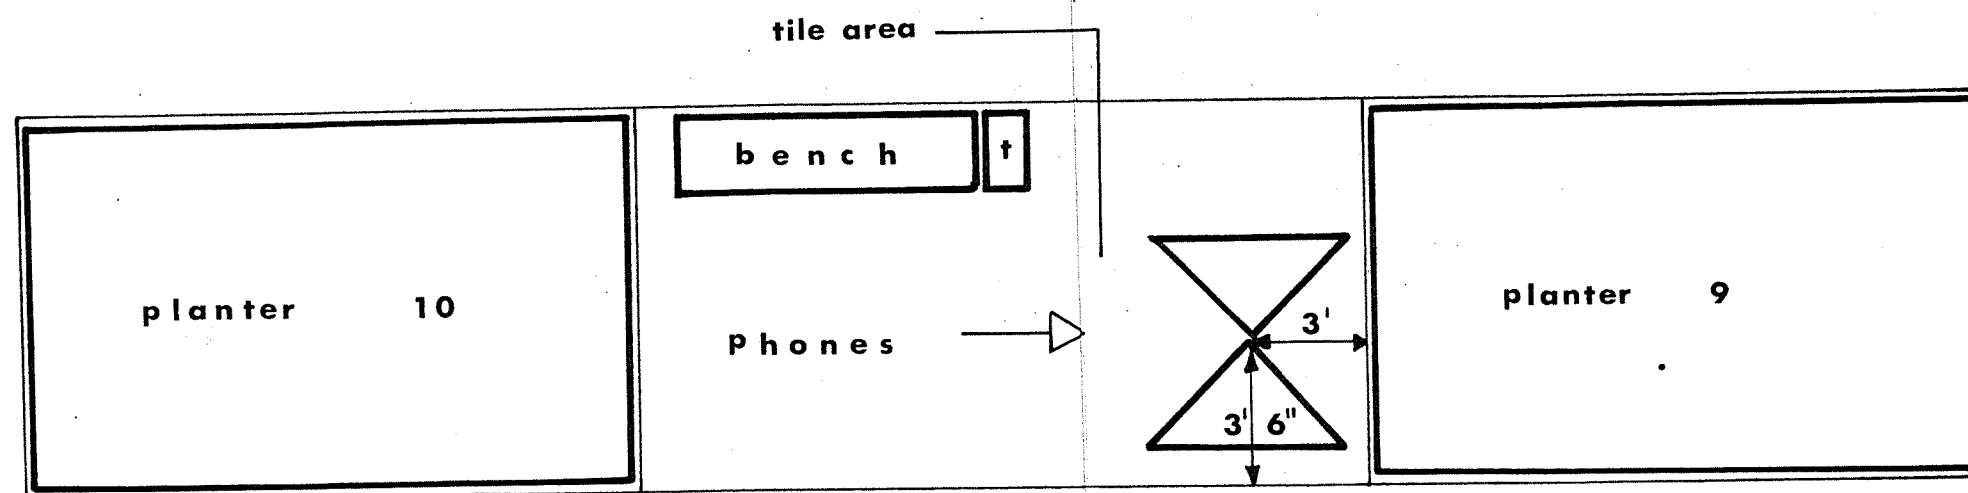 tile area
bench
t
planter 10
phones
3'
planter 9
3' 6"